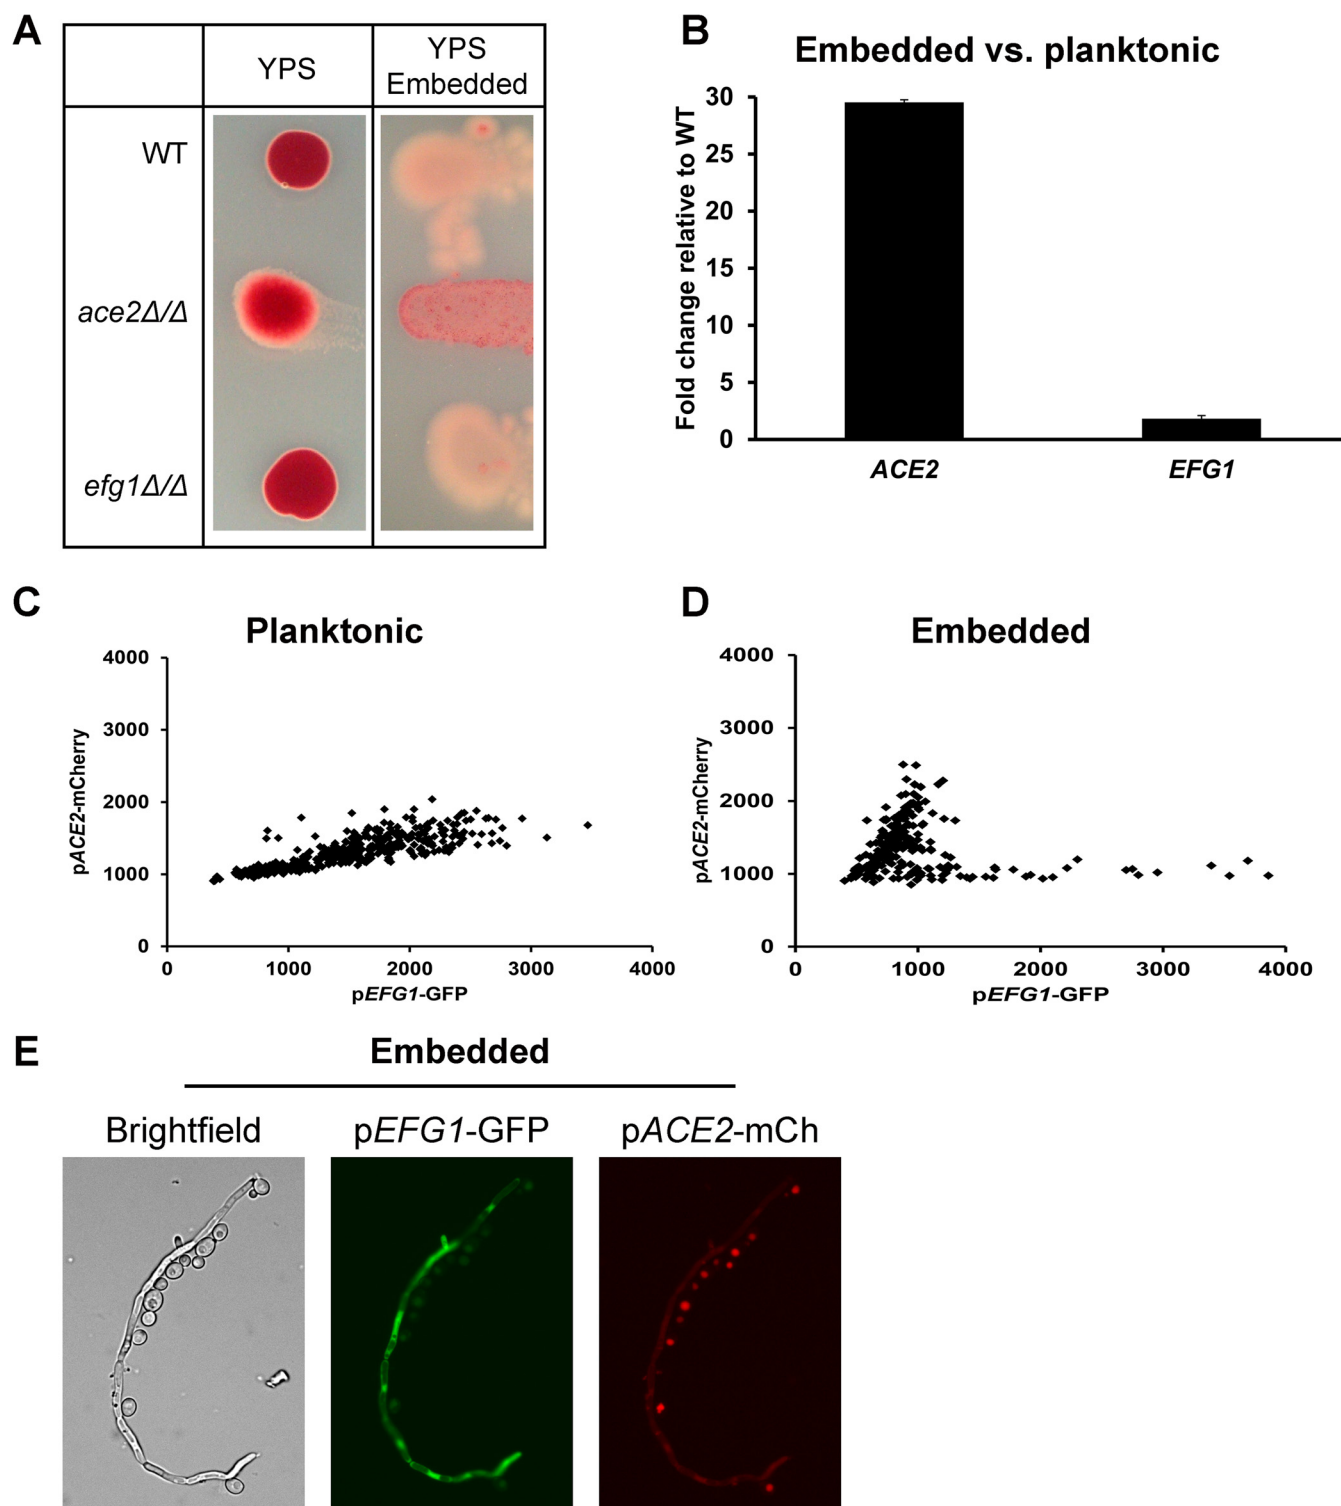 A
YPS
YPS
Embedded
WT
ace2Δ/Δ
efg1Δ/Δ
B
Embedded vs. planktonic
Fold change relative to WT
30
25
20
15
30
5
0
ACE2
EFG1
C
Planktonic
pACE2-mCherry
4000
3000
2000
1000
0
0 1000 2000 3000 4000
pEFG1-GFP
D
Embedded
pACE2-mCherry
4000
3000
2000
1000
0
0 1000 2000 3000 4000
pEFG1-GFP
E
Embedded
Brightfield
pEFG1-GFP
pACE2-mCh